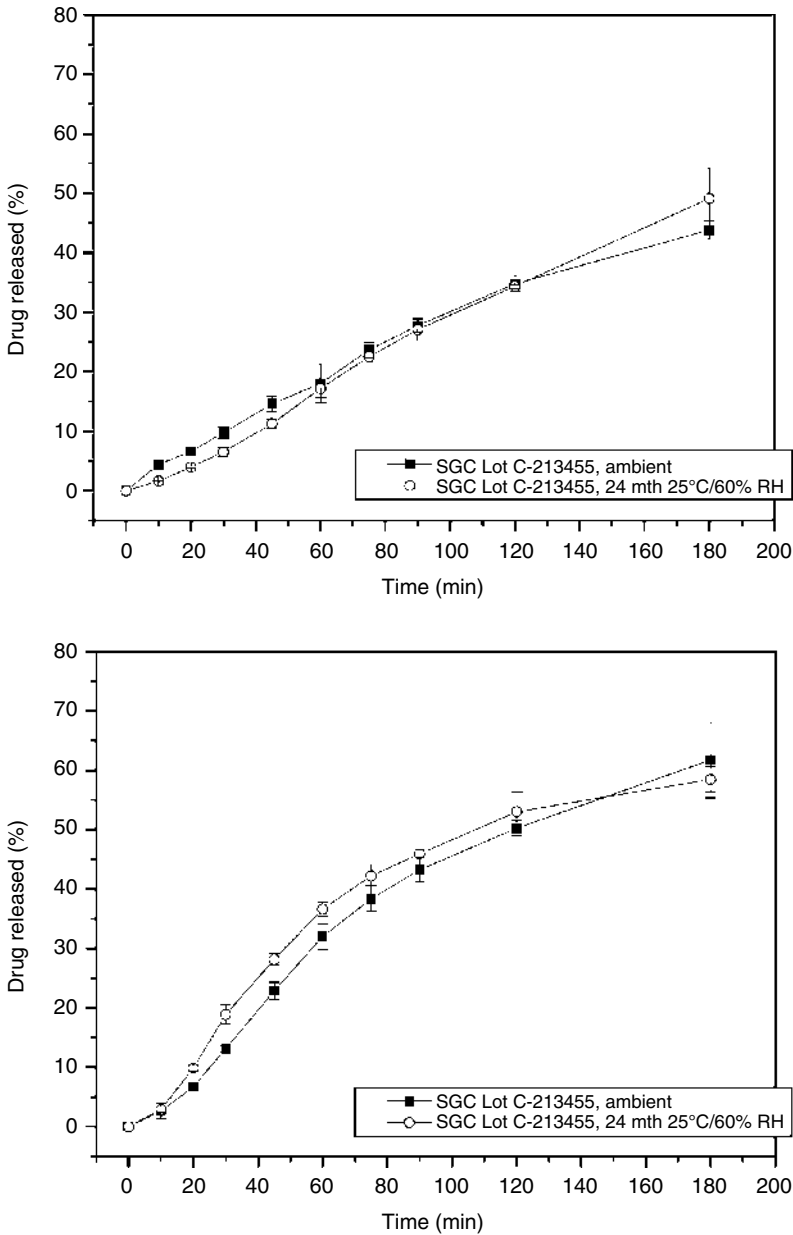 80
70
60
50
40
30
20
10
0
Drug released (%)
SGC Lot C-213455, ambient
SGC Lot C-213455, 24 mth 25°C/60% RH
0 20 40 60 80 100 120 140 160 180 200
Time (min)
80
70
60
50
40
30
20
10
0
Drug released (%)
SGC Lot C-213455, ambient
SGC Lot C-213455, 24 mth 25°C/60% RH
0 20 40 60 80 100 120 140 160 180 200
Time (min)